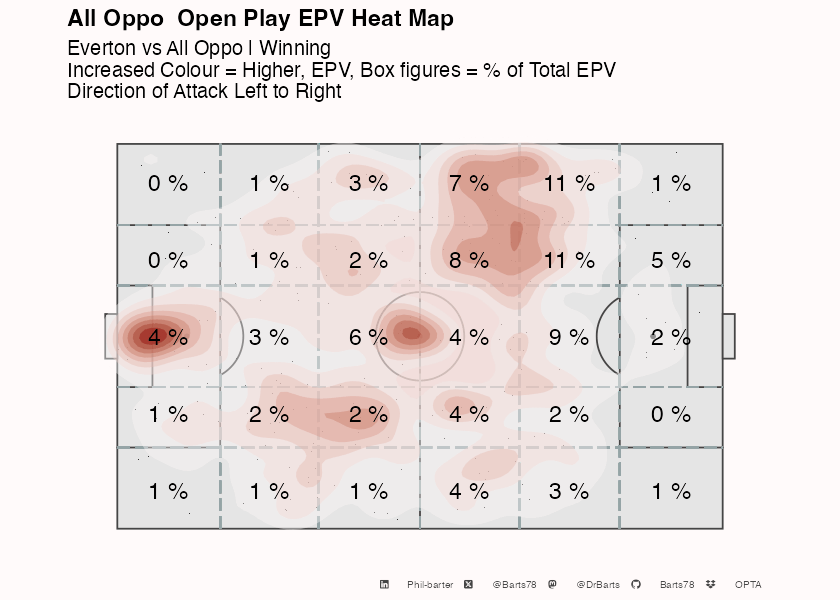 All Oppo  Open Play EPV Heat Map
Everton vs All Oppo | Winning
Increased Colour = Higher, EPV, Box figures = % of Total EPV
Direction of Attack Left to Right
0 % 1 % 3 % 7 % 11 % 1 %
0 % 1 % 2 % 8 % 11 % 5 %
4 % 3 % 6 % 4 % 9 % 2 %
1 % 2 % 2 % 4 % 2 % 0 %
1 % 1 % 1 % 4 % 3 % 1 %
Phil-barter @Barts78 @DrBarts Barts78 OPTA